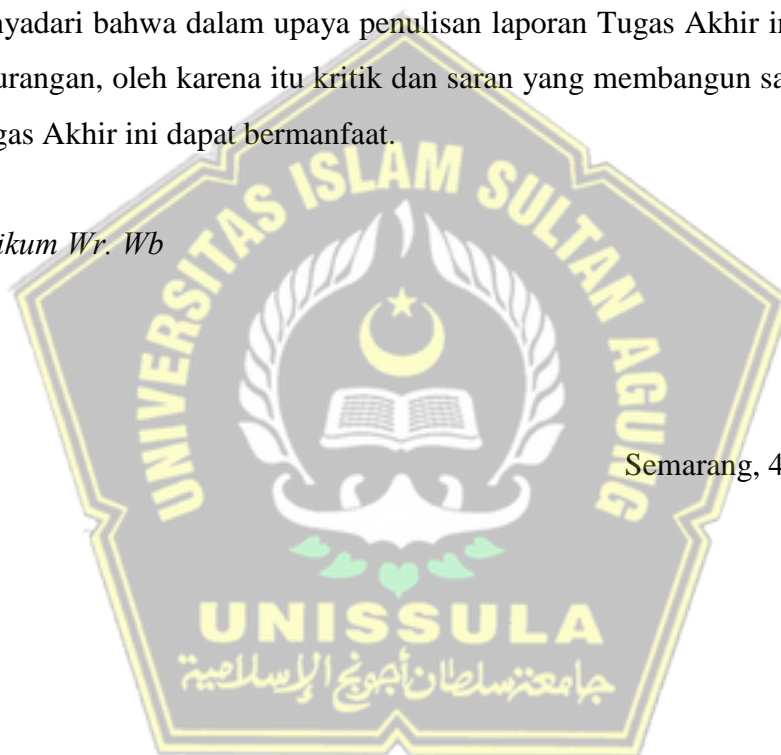 nyadari bahwa dalam upaya penulisan laporan Tugas Akhir in
urangan, oleh karena itu kritik dan saran yang membangun sa
gas Akhir ini dapat bermanfaat.
ikum Wr. Wb
UNIVERSITAS ISLAM SULTAN AGUNG
Semarang, 4
UNISSULA
جامعة سلطان أجونج الإسلامية